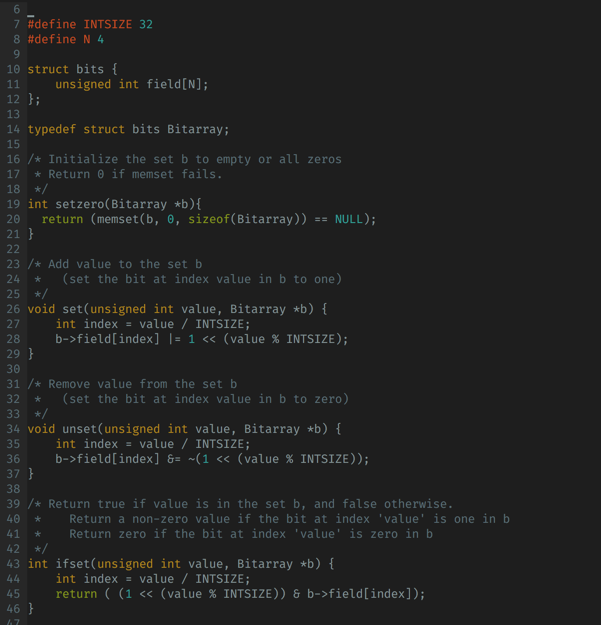 6
7 #define INTSIZE 32
8 #define N 4
9
10 struct bits {
11     unsigned int field[N];
12 };
13
14 typedef struct bits Bitarray;
15
16 /* Initialize the set b to empty or all zeros
17  * Return 0 if memset fails.
18  */
19 int setzero(Bitarray *b){
20   return (memset(b, 0, sizeof(Bitarray)) == NULL);
21 }
22
23 /* Add value to the set b
24  *   (set the bit at index value in b to one)
25  */
26 void set(unsigned int value, Bitarray *b) {
27     int index = value / INTSIZE;
28     b->field[index] |= 1 << (value % INTSIZE);
29 }
30
31 /* Remove value from the set b
32  *   (set the bit at index value in b to zero)
33  */
34 void unset(unsigned int value, Bitarray *b) {
35     int index = value / INTSIZE;
36     b->field[index] &= ~(1 << (value % INTSIZE));
37 }
38
39 /* Return true if value is in the set b, and false otherwise.
40  *    Return a non-zero value if the bit at index 'value' is one in b
41  *    Return zero if the bit at index 'value' is zero in b
42  */
43 int ifset(unsigned int value, Bitarray *b) {
44     int index = value / INTSIZE;
45     return ( (1 << (value % INTSIZE)) & b->field[index]);
46 }
47